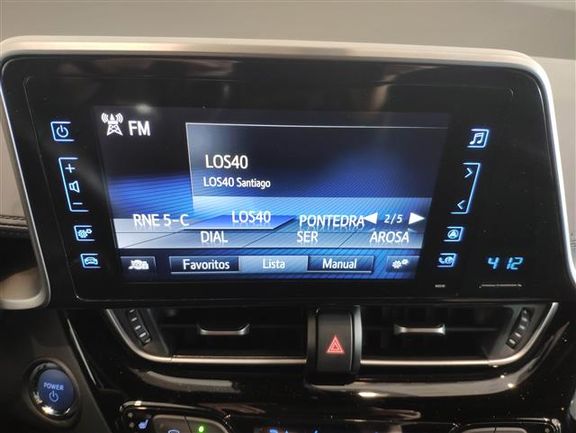 FM
LOS40
LOS40 Santiago
RNE 5-C LOS40 PONTEDRA 2/5
DIAL SER AROSA
Favoritos Lista Manual
4:12
POWER